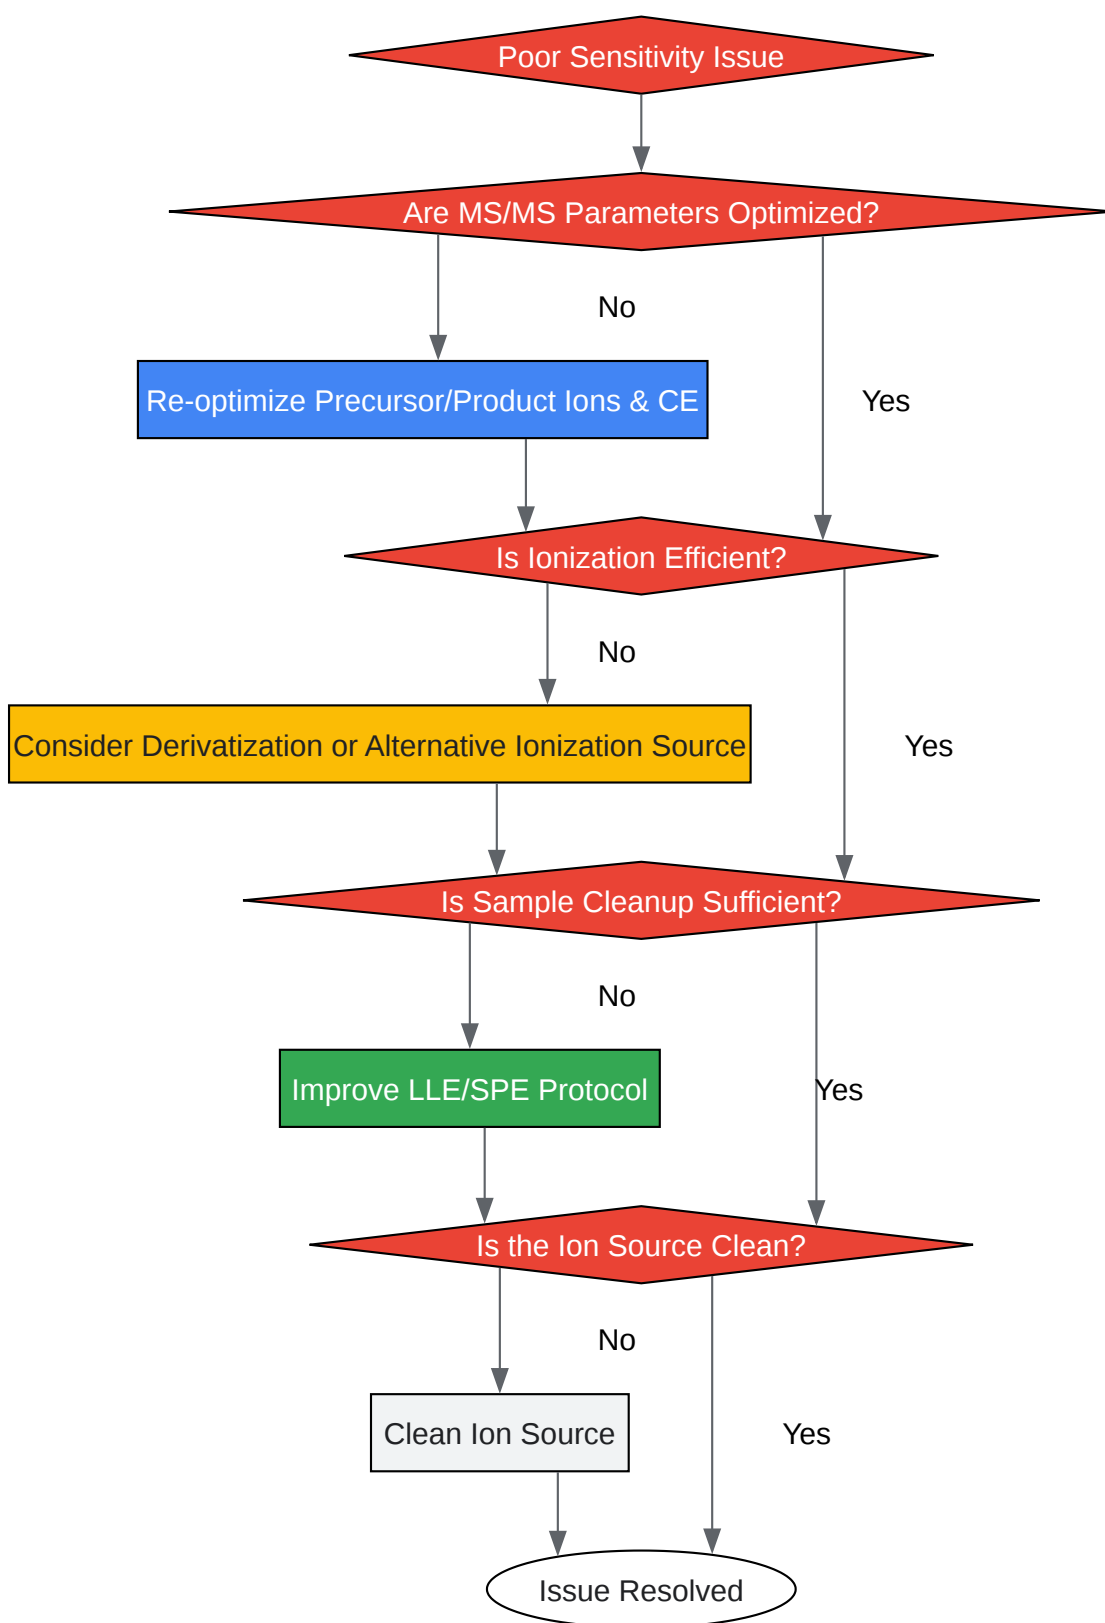 Poor Sensitivity Issue
Are MS/MS Parameters Optimized?
No
Re-optimize Precursor/Product Ions & CE
Yes
Is Ionization Efficient?
No
Consider Derivatization or Alternative Ionization Source
Yes
Is Sample Cleanup Sufficient?
No
Improve LLE/SPE Protocol
Yes
Is the Ion Source Clean?
No
Clean Ion Source
Yes
Issue Resolved